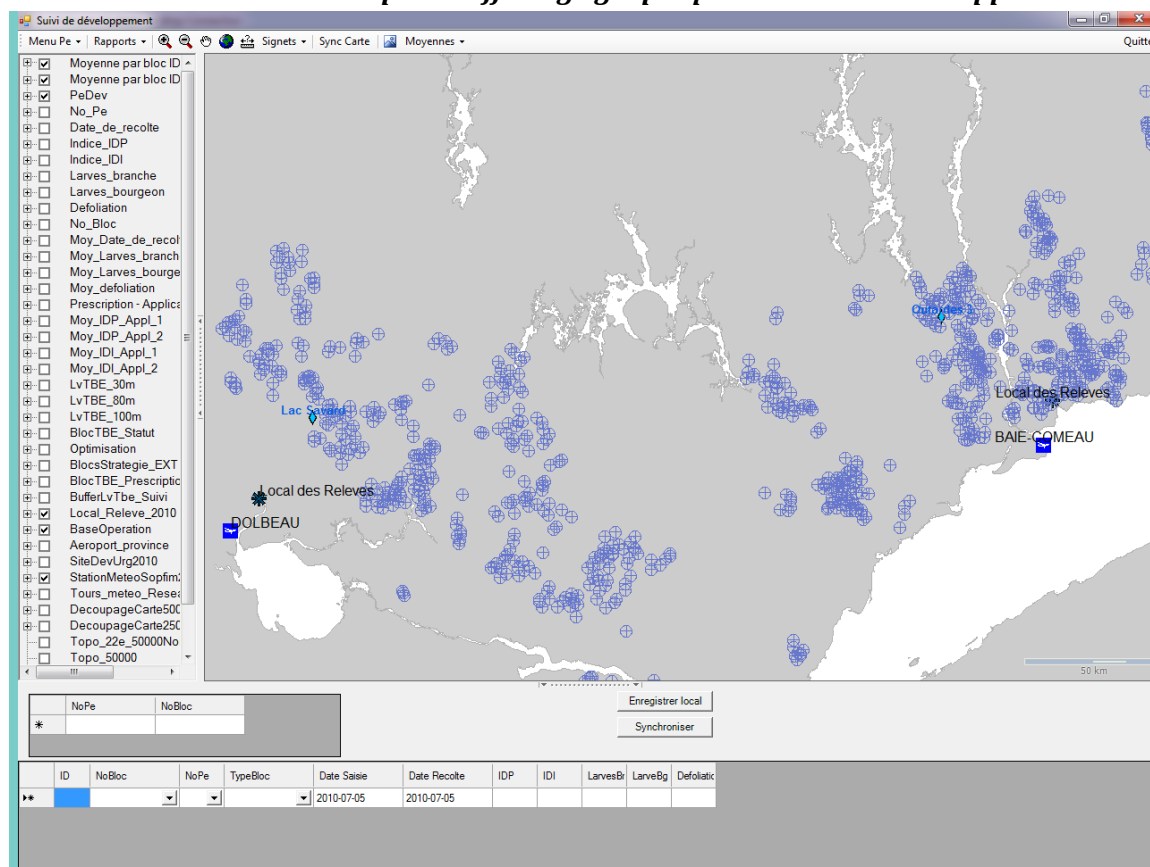 Suivi de développement
Menu Pe
Rapports
Signets
Sync Carte
Moyennes
Quitte
Moyenne par bloc ID
Moyenne par bloc ID
PeDev
No_Pe
Date_de_recolte
Indice_IDP
Indice_IDI
Larves_branche
Larves_bourgeon
Defoliation
No_Bloc
Moy_Date_de_recol
Moy_Larves_branch
Moy_Larves_bourge
Moy_defoliation
Prescription - Applica
Moy_IDP_Appl_1
Moy_IDP_Appl_2
Moy_IDI_Appl_1
Moy_IDI_Appl_2
LvTBE_30m
LvTBE_80m
LvTBE_100m
BlocTBE_Statut
Optimisation
BlocsStrategie_EXT
BlocTBE_Prescriptic
BufferLvTbe_Suivi
Local_Releve_2010
BaseOperation
Aeroport_province
SiteDevUrg2010
StationMeteoSopfim
Tours_meteo_Resea
DecoupageCarte500
DecoupageCarte250
Topo_22e_50000No
Topo_50000
Lac Savard
Local des Releves
DOLBEAU
Local des Releves
BAIE-COMEAU
50 km
NoPe NoBloc
Enregistrer local
Synchroniser
ID NoBloc NoPe TypeBloc Date Saisie Date Recolte IDP IDI LarvesBr LarveBg Defoliatic
2010-07-05 2010-07-05